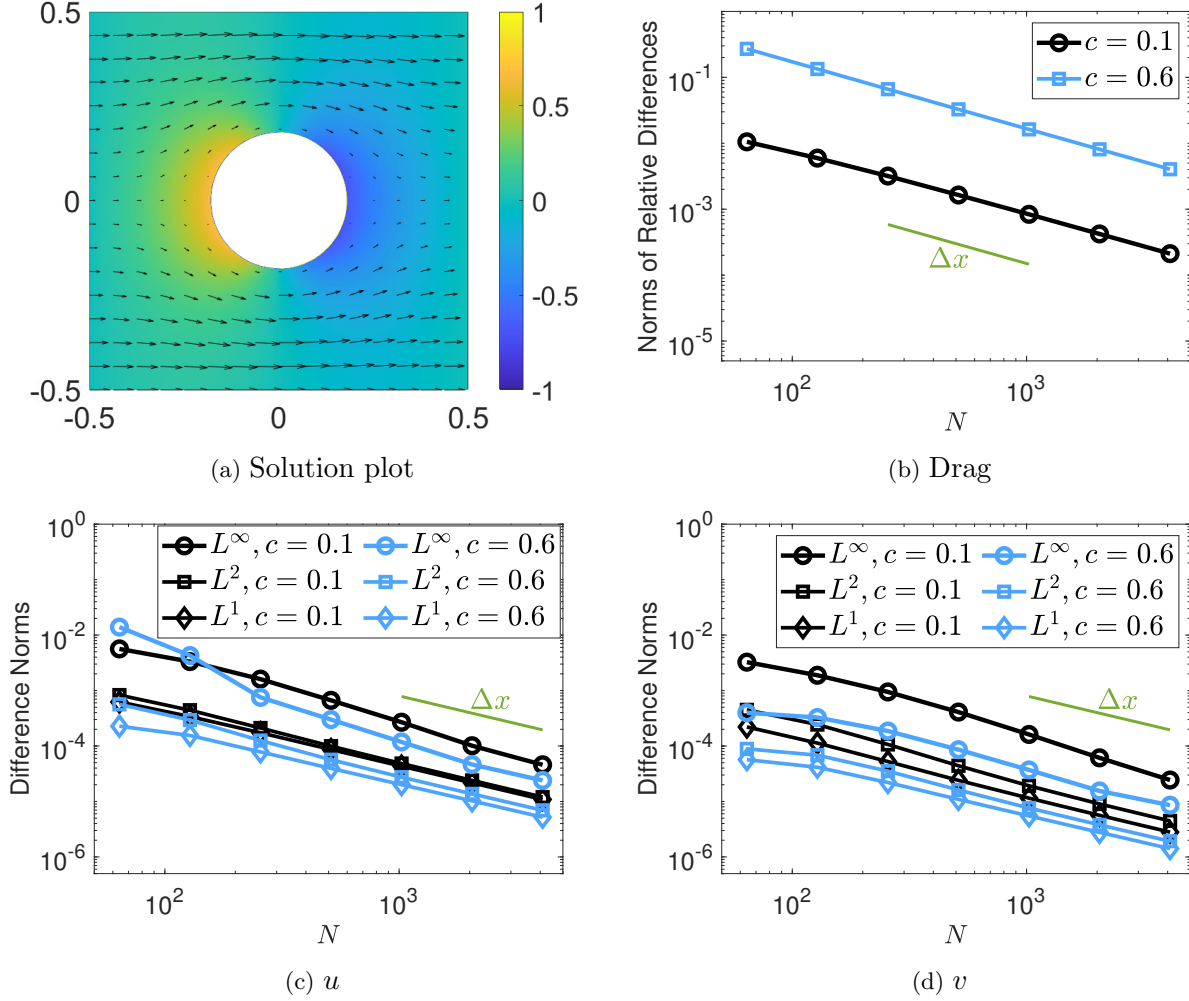 0.5
0
-0.5
-0.5
0
0.5
1
0.5
0
-0.5
-1
(a) Solution plot
Norms of Relative Differences
10^-1
10^-3
10^-5
c = 0.1
c = 0.6
Δx
10^2
10^3
N
(b) Drag
Difference Norms
10^0
10^-2
10^-4
10^-6
L^∞, c = 0.1
L^∞, c = 0.6
L^2, c = 0.1
L^2, c = 0.6
L^1, c = 0.1
L^1, c = 0.6
Δx
10^2
10^3
N
(c) u
Difference Norms
10^0
10^-2
10^-4
10^-6
L^∞, c = 0.1
L^∞, c = 0.6
L^2, c = 0.1
L^2, c = 0.6
L^1, c = 0.1
L^1, c = 0.6
Δx
10^2
10^3
N
(d) v